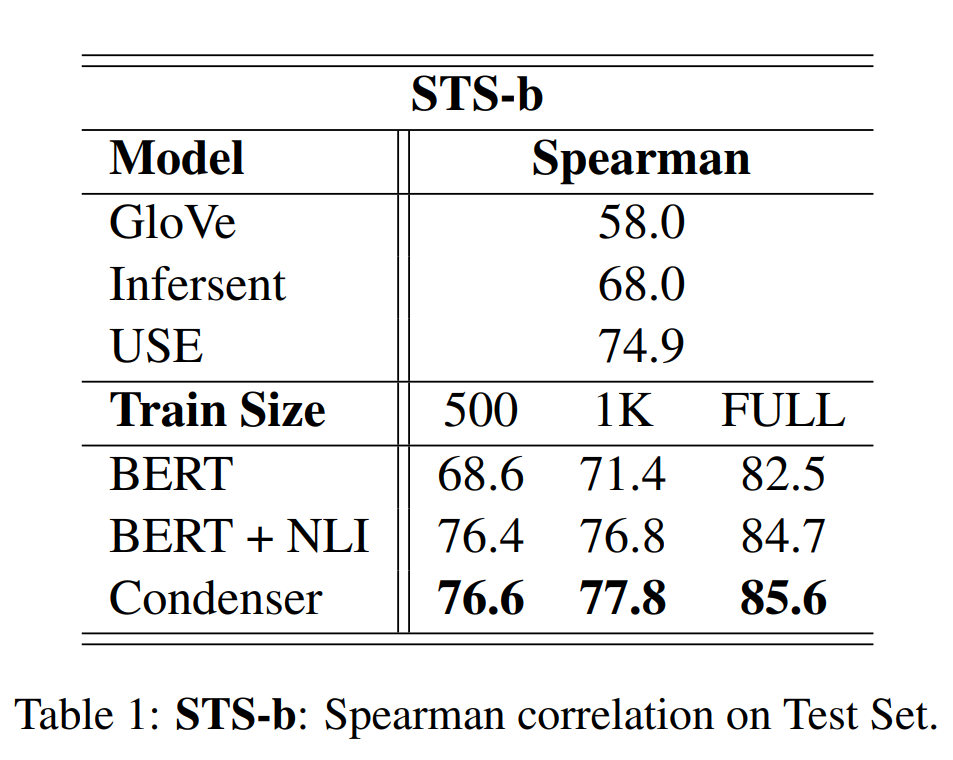 STS-b
Model Spearman
GloVe 58.0
Infersent 68.0
USE 74.9
Train Size 500 1K FULL
BERT 68.6 71.4 82.5
BERT + NLI 76.4 76.8 84.7
Condenser 76.6 77.8 85.6
Table 1: STS-b: Spearman correlation on Test Set.